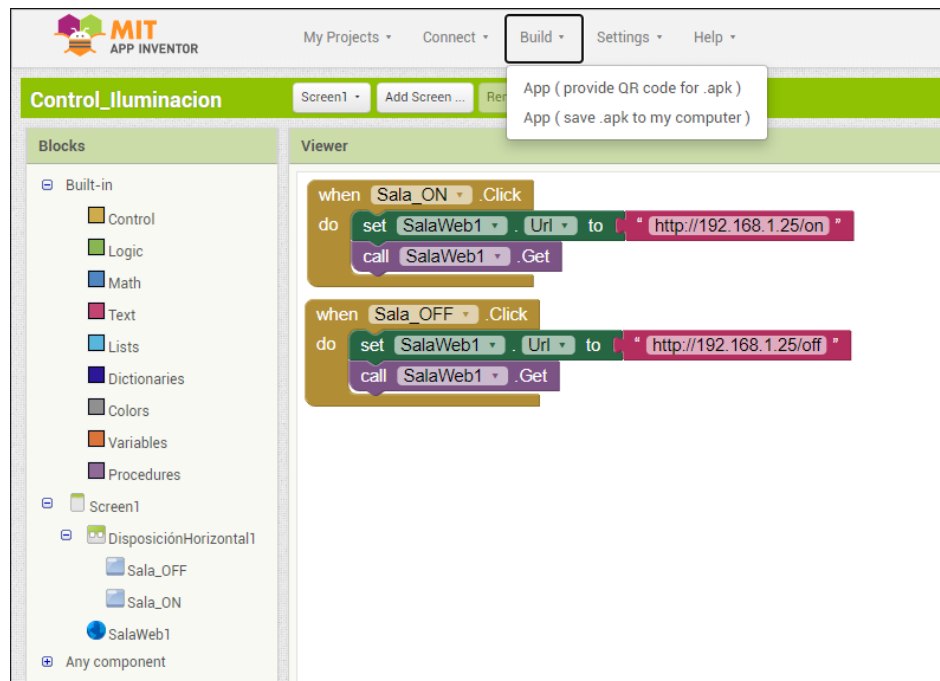 MIT
APP INVENTOR
My Projects Connect Build Settings Help
App ( provide QR code for .apk )
App ( save .apk to my computer )
Control_Iluminacion
Screen1 Add Screen ...
Blocks
Built-in
Control
Logic
Math
Text
Lists
Dictionaries
Colors
Variables
Procedures
Screen1
DisposiciónHorizontal1
Sala_OFF
Sala_ON
SalaWeb1
Any component
Viewer
when Sala_ON .Click
do set SalaWeb1 . Url to " http://192.168.1.25/on "
call SalaWeb1 .Get
when Sala_OFF .Click
do set SalaWeb1 . Url to " http://192.168.1.25/off "
call SalaWeb1 .Get